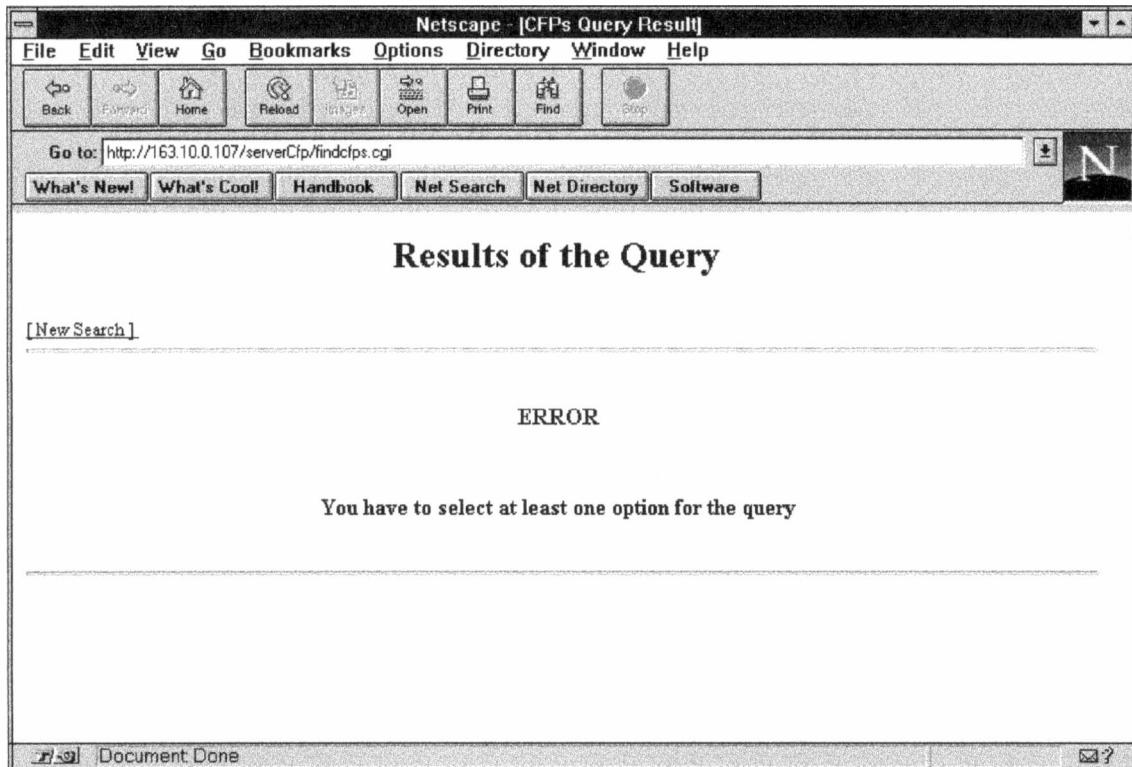 Netscape - [CFPs Query Result]
File Edit View Go Bookmarks Options Directory Window Help
Back Forward Home Reload Images Open Print Find Stop
Go to: http://163.10.0.107/serverCfp/findcfps.cgi
N
What's New! What's Cool! Handbook Net Search Net Directory Software
Results of the Query
[ New Search ]
ERROR
You have to select at least one option for the query
Document: Done
?